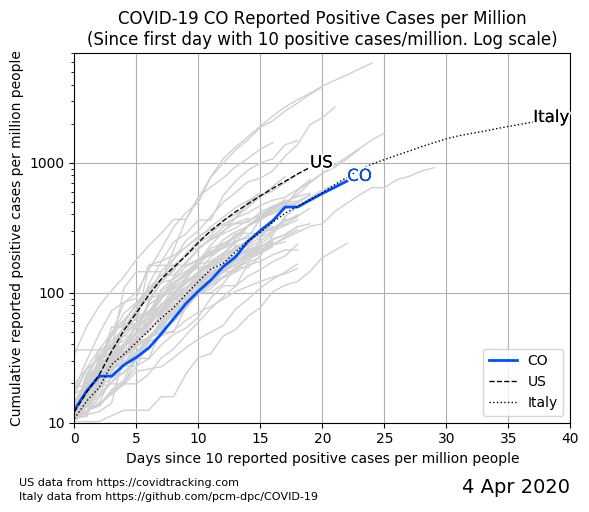 COVID-19 CO Reported Positive Cases per Million
(Since first day with 10 positive cases/million. Log scale)
Cumulative reported positive cases per million people
1000
100
10
Italy
US
CO
CO
US
Italy
0 5 10 15 20 25 30 35 40
Days since 10 reported positive cases per million people
US data from https://covidtracking.com
Italy data from https://github.com/pcm-dpc/COVID-19
4 Apr 2020